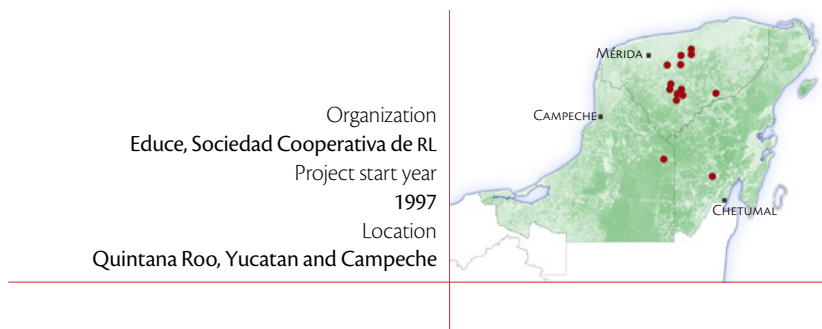 Organization
Educe, Sociedad Cooperativa de RL
Project start year
1997
Location
Quintana Roo, Yucatan and Campeche
MÉRIDA
CAMPECHE
CHETUMAL